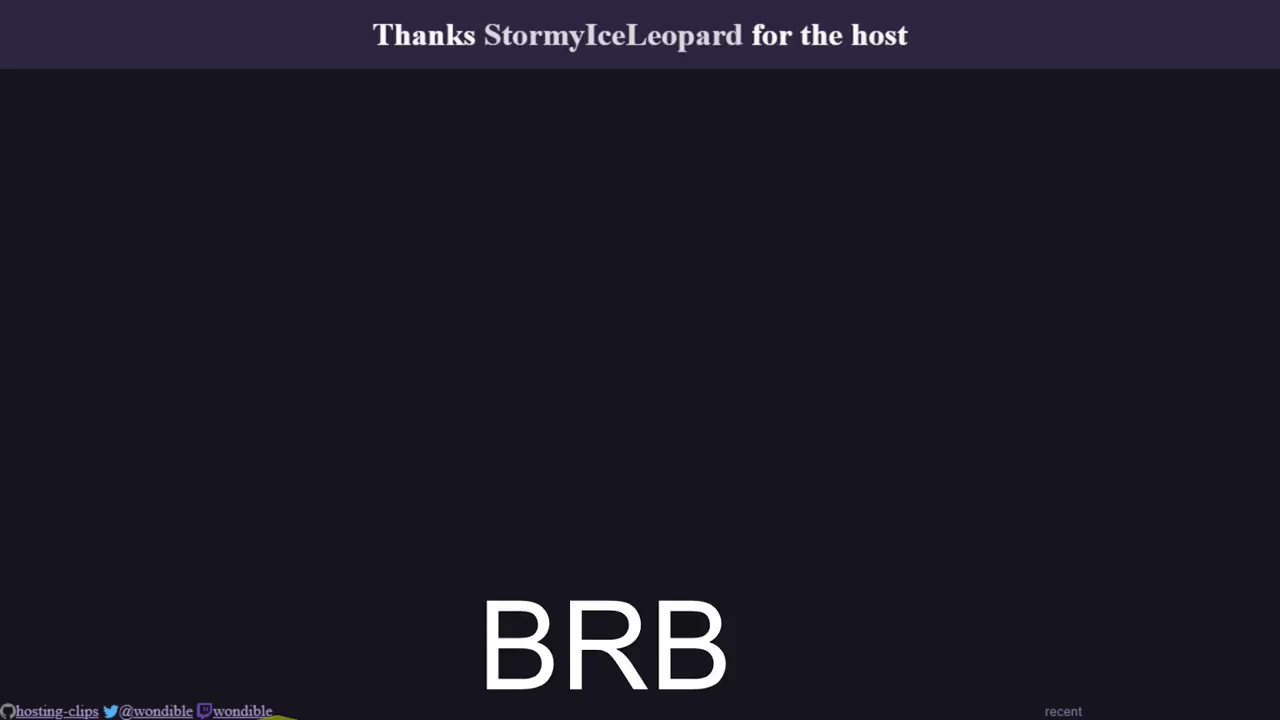 Thanks StormyIceLeopard for the host
BRB
hosting-clips @wondible wondible
recent